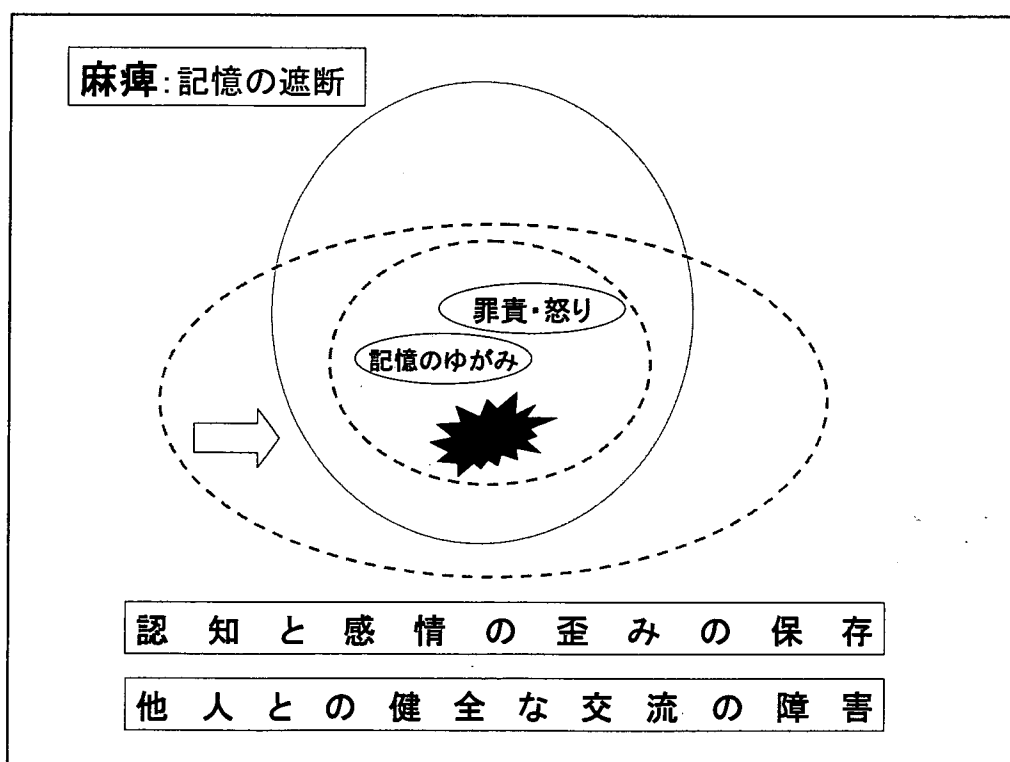 麻痺:記憶の遮断
罪責・怒り
記憶のゆがみ
認知と感情の歪みの保存
他人との健全な交流の障害